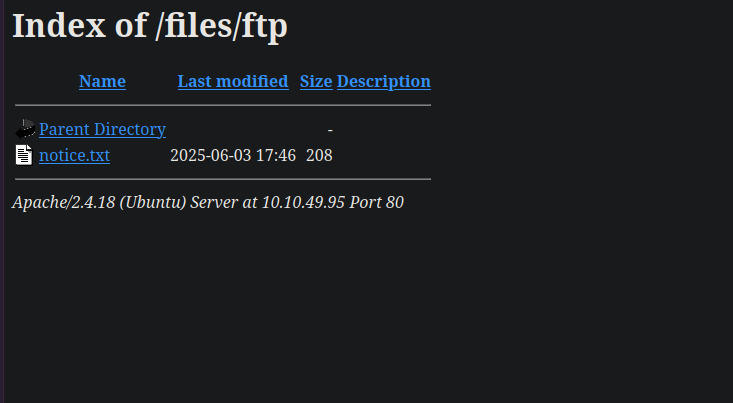 Index of /files/ftp
Name Last modified Size Description
Parent Directory -
notice.txt 2025-06-03 17:46 208
Apache/2.4.18 (Ubuntu) Server at 10.10.49.95 Port 80